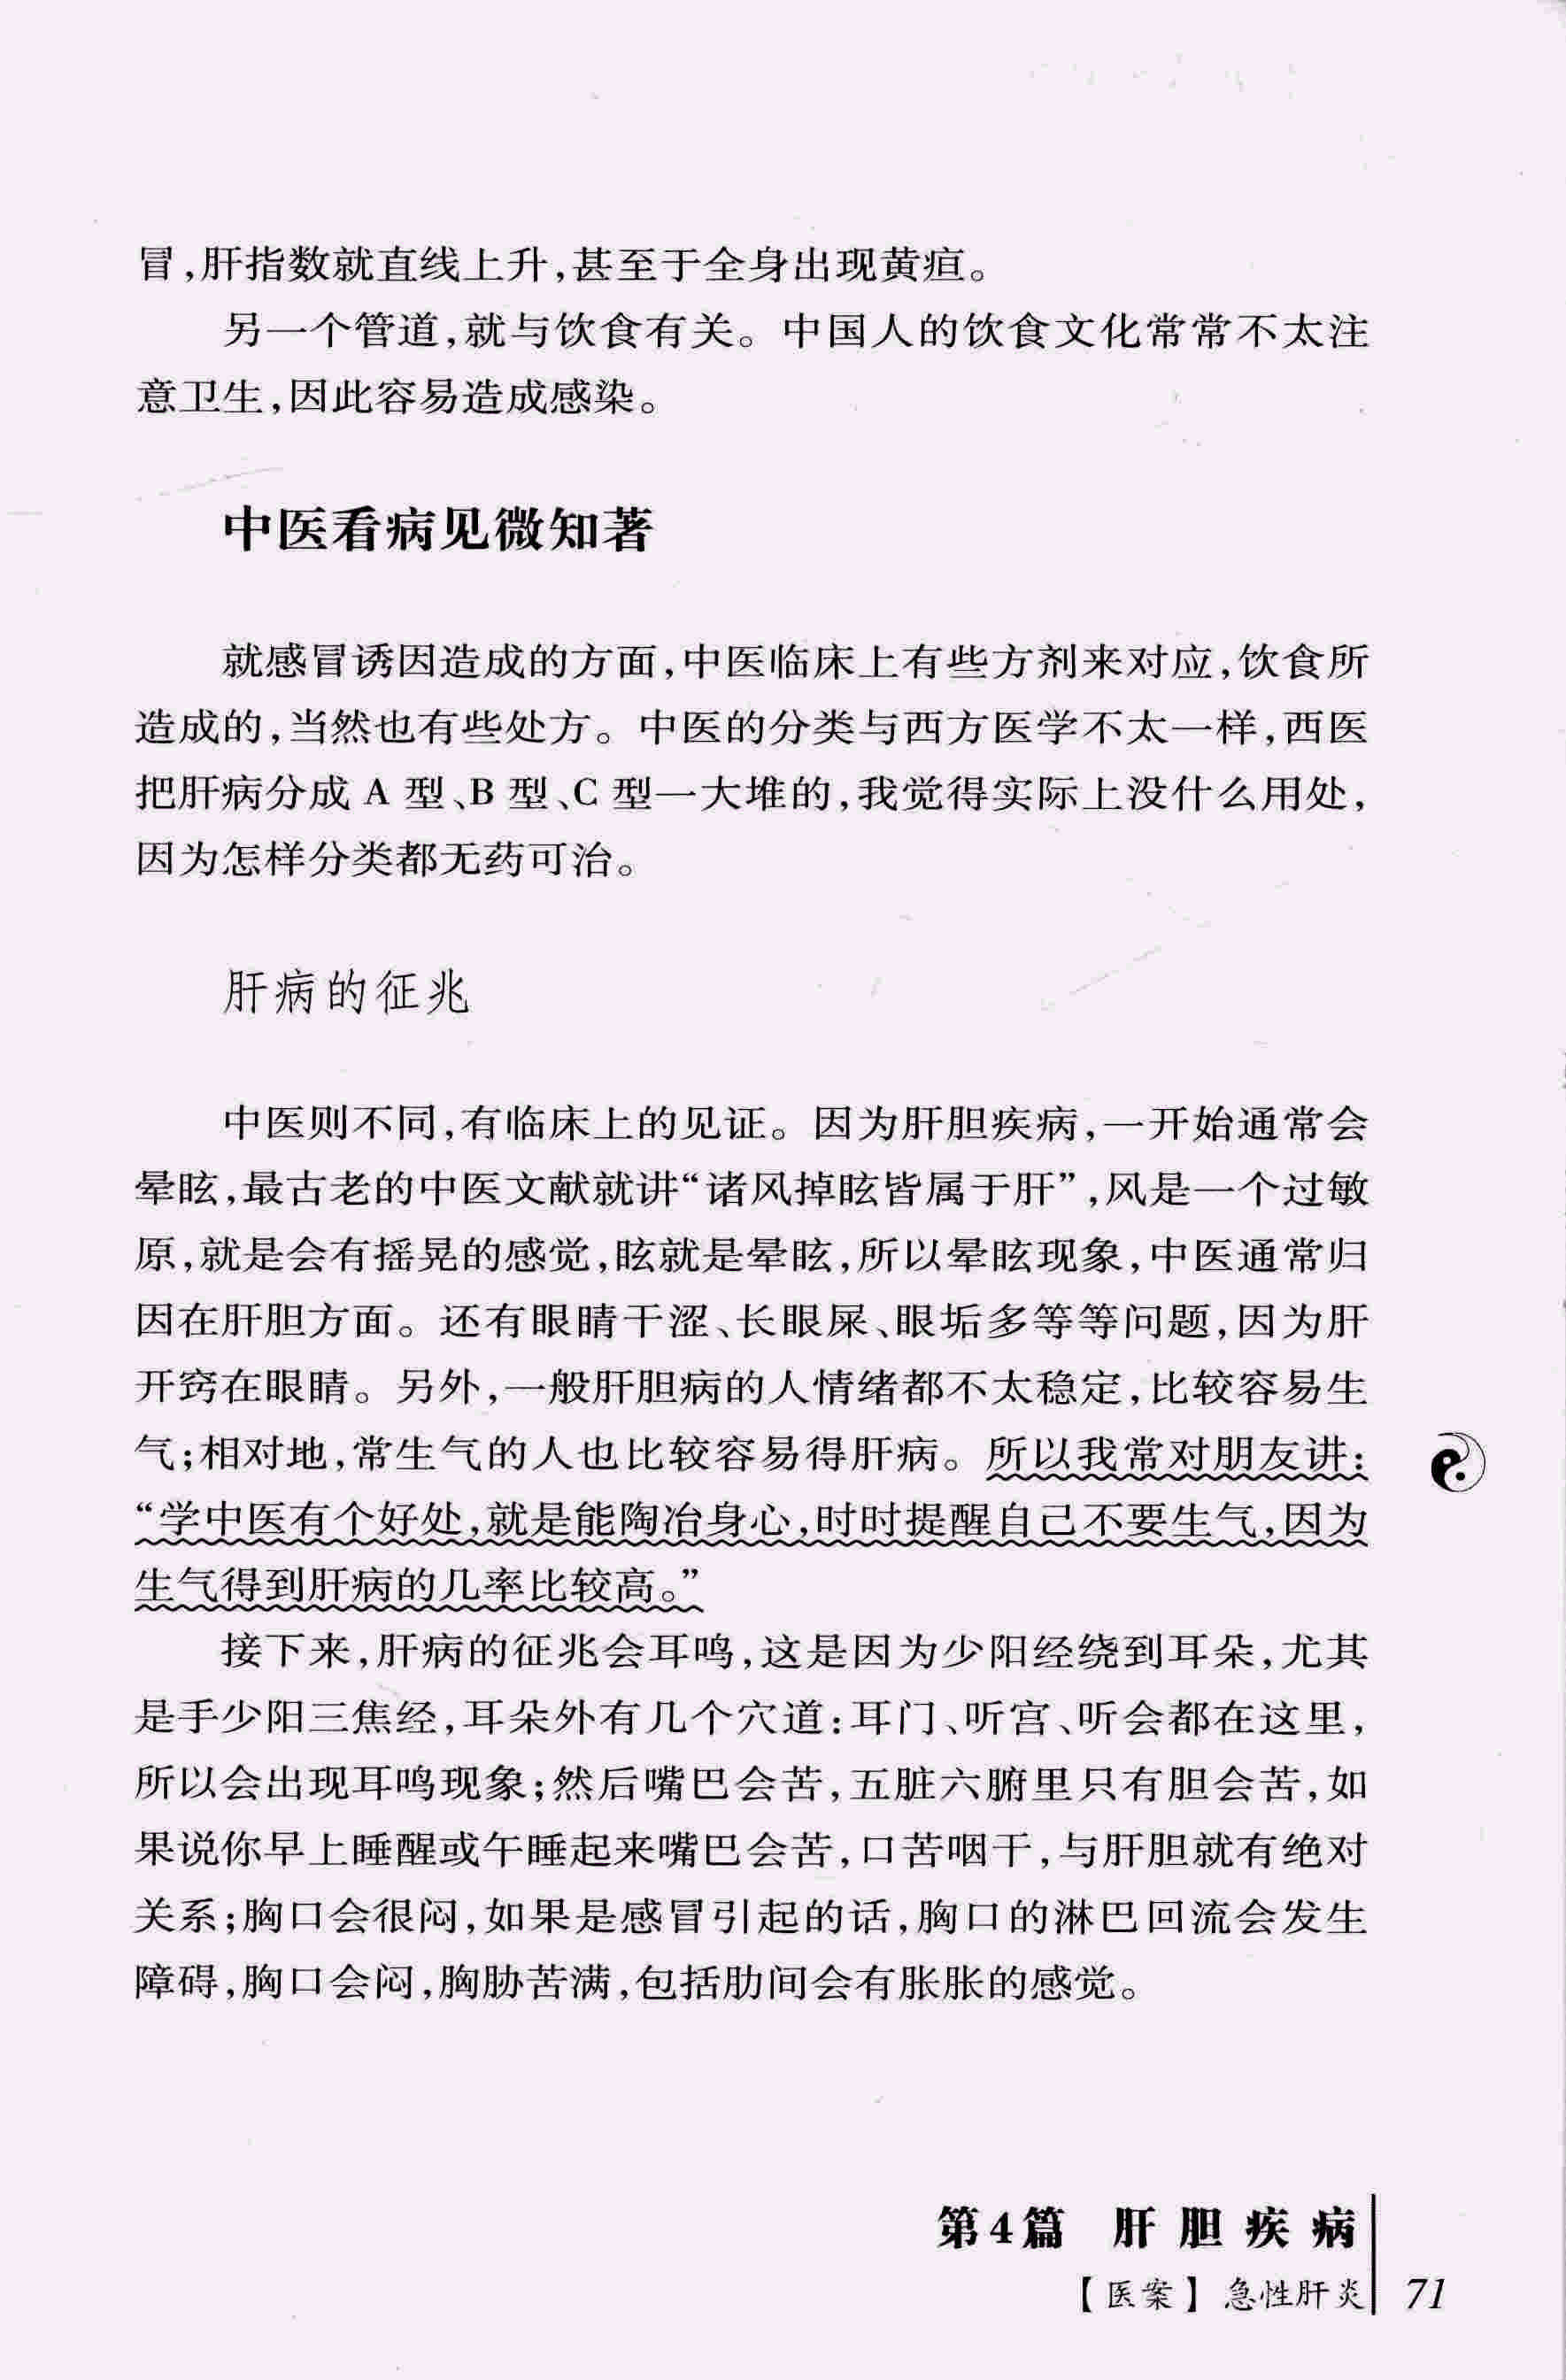 冒,肝指数就直线上升,甚至于全身出现黄疸。
另一个管道,就与饮食有关。中国人的饮食文化常常不太注
意卫生,因此容易造成感染。
中医看病见微知著
就感冒诱因造成的方面,中医临床上有些方剂来对应,饮食所
造成的,当然也有些处方。中医的分类与西方医学不太一样,西医
把肝病分成 A 型、B 型、C 型一大堆的,我觉得实际上没什么用处,
因为怎样分类都无药可治。
肝病的征兆
中医则不同,有临床上的见证。因为肝胆疾病,一开始通常会
晕眩,最古老的中医文献就讲“诸风掉眩皆属于肝”,风是一个过敏
原,就是会有摇晃的感觉,眩就是晕眩,所以晕眩现象,中医通常归
因在肝胆方面。还有眼睛干涩、长眼屎、眼垢多等等问题,因为肝
开窍在眼睛。另外,一般肝胆病的人情绪都不太稳定,比较容易生
气;相对地,常生气的人也比较容易得肝病。所以我常对朋友讲:
“学中医有个好处,就是能陶冶身心,时时提醒自己不要生气,因为
生气得到肝病的几率比较高。”
接下来,肝病的征兆会耳鸣,这是因为少阳经绕到耳朵,尤其
是手少阳三焦经,耳朵外有几个穴道:耳门、听宫、听会都在这里,
所以会出现耳鸣现象;然后嘴巴会苦,五脏六腑里只有胆会苦,如
果说你早上睡醒或午睡起来嘴巴会苦,口苦咽干,与肝胆就有绝对
关系;胸口会很闷,如果是感冒引起的话,胸口的淋巴回流会发生
障碍,胸口会闷,胸胁苦满,包括肋间会有胀胀的感觉。
第4篇 肝胆疾病
【医案】急性肝炎 71